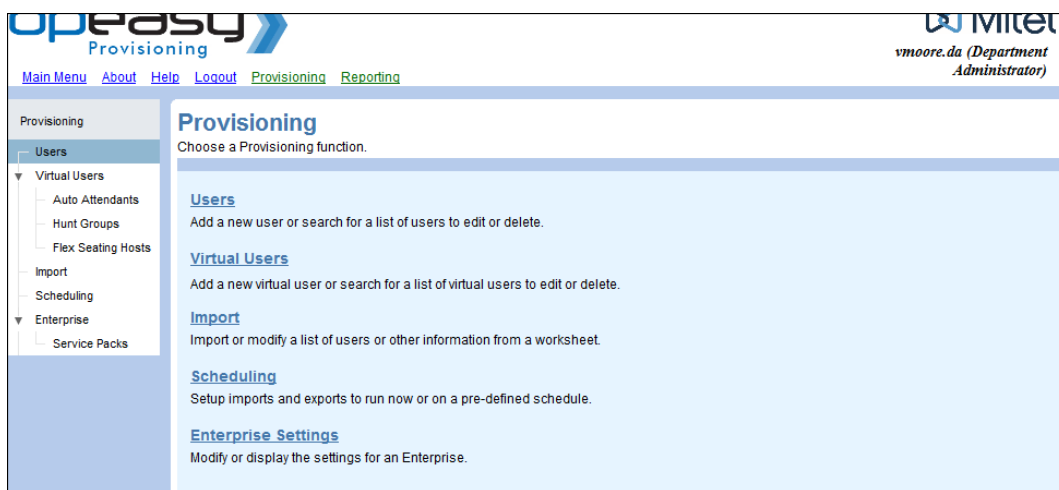 opeasy
Provisioning
Mitel
vmoore.da (Department
Administrator)
Main Menu About Help Logout Provisioning Reporting
Provisioning
Users
Virtual Users
Auto Attendants
Hunt Groups
Flex Seating Hosts
Import
Scheduling
Enterprise
Service Packs
Provisioning
Choose a Provisioning function.
Users
Add a new user or search for a list of users to edit or delete.
Virtual Users
Add a new virtual user or search for a list of virtual users to edit or delete.
Import
Import or modify a list of users or other information from a worksheet.
Scheduling
Setup imports and exports to run now or on a pre-defined schedule.
Enterprise Settings
Modify or display the settings for an Enterprise.